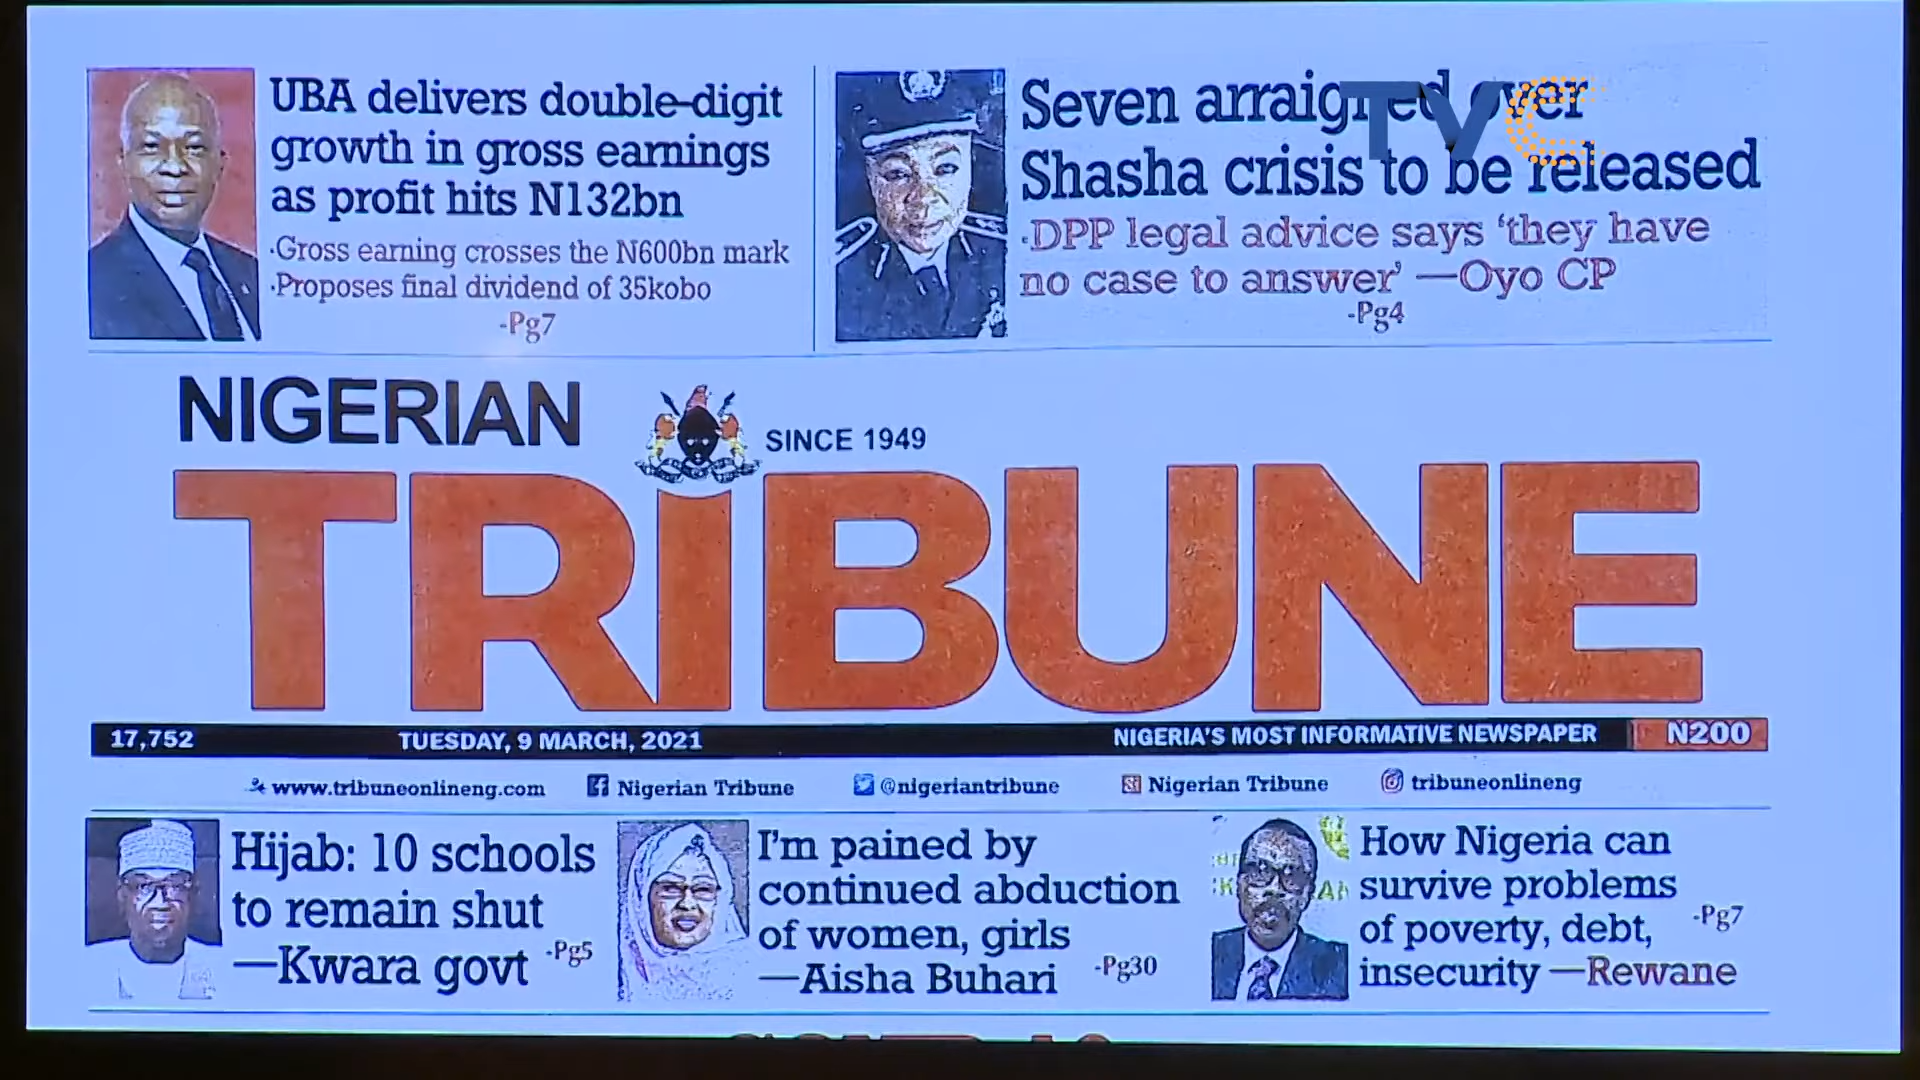 UBA delivers double-digit
growth in gross earnings
as profit hits N132bn
·Gross earning crosses the N600bn mark
·Proposes final dividend of 35kobo
-Pg7
Seven arraigned over
Shasha crisis to be released
·DPP legal advice says ‘they have
no case to answer’ —Oyo CP
-Pg4
TVC
NIGERIAN
SINCE 1949
TRIBUNE
17,752
TUESDAY, 9 MARCH, 2021
NIGERIA'S MOST INFORMATIVE NEWSPAPER
N200
www.tribuneonlineng.com
Nigerian Tribune
@nigeriantribune
Nigerian Tribune
tribuneonlineng
Hijab: 10 schools
to remain shut
—Kwara govt -Pg5
I'm pained by
continued abduction
of women, girls
—Aisha Buhari -Pg30
How Nigeria can
survive problems
of poverty, debt, -Pg7
insecurity —Rewane